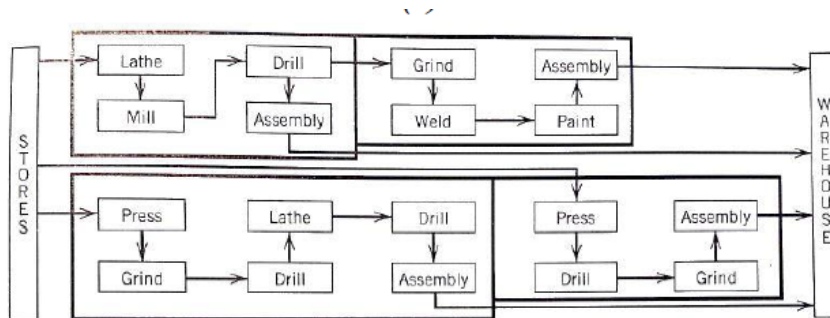 STORES
Lathe
Drill
Grind
Assembly
Mill
Assembly
Weld
Paint
Press
Lathe
Drill
Press
Assembly
Grind
Drill
Assembly
Drill
Grind
WAREHOUSE